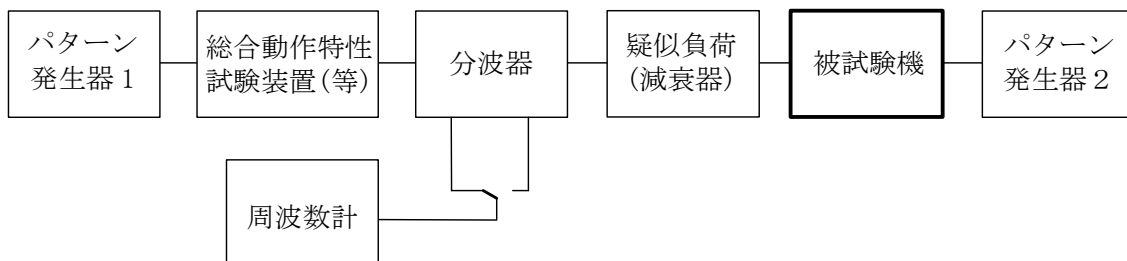 パターン
発生器1
総合動作特性
試験装置(等)
分波器
疑似負荷
(減衰器)
被試験機
パターン
発生器2
周波数計